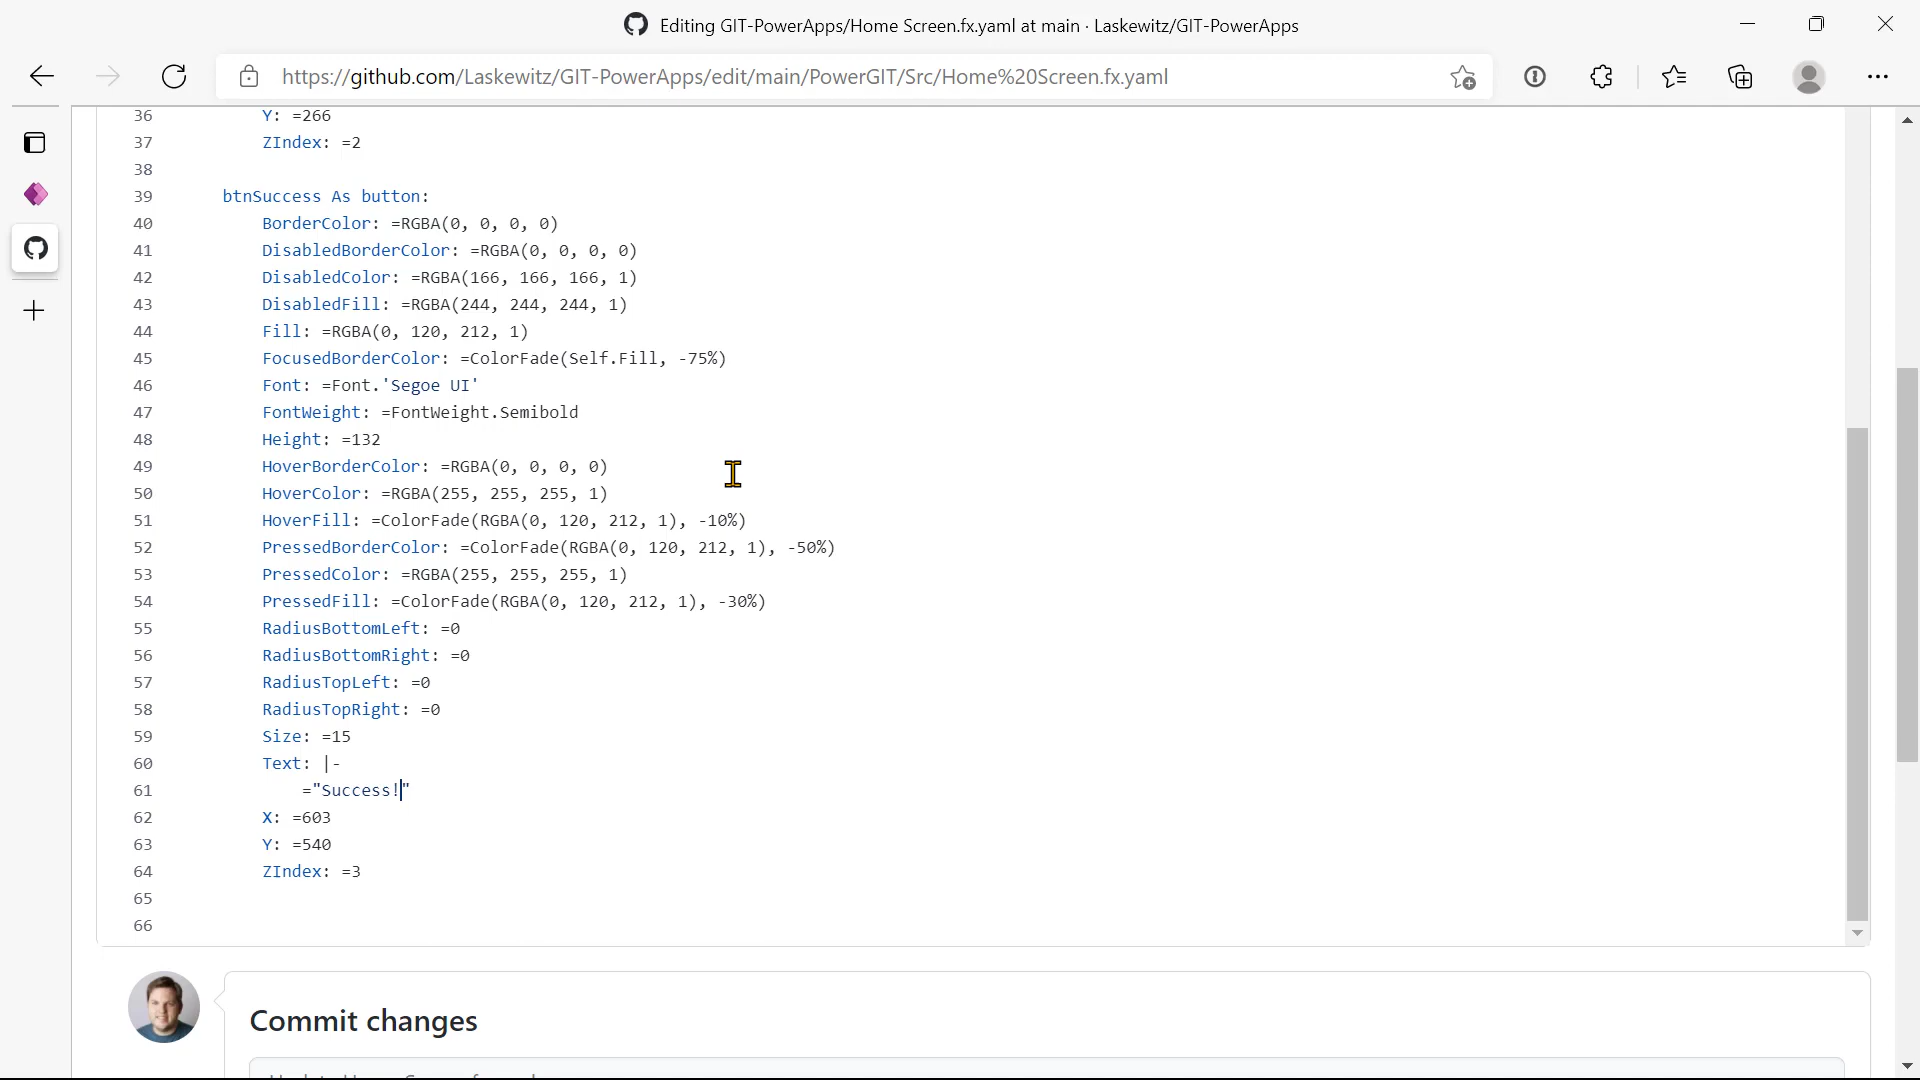 Editing GIT-PowerApps/Home Screen.fx.yaml at main · Laskewitz/GIT-PowerApps
https://github.com/Laskewitz/GIT-PowerApps/edit/main/PowerGIT/Src/Home%20Screen.fx.yaml
36 Y: =266
37 ZIndex: =2
38
39 btnSuccess As button:
40 BorderColor: =RGBA(0, 0, 0, 0)
41 DisabledBorderColor: =RGBA(0, 0, 0, 0)
42 DisabledColor: =RGBA(166, 166, 166, 1)
43 DisabledFill: =RGBA(244, 244, 244, 1)
44 Fill: =RGBA(0, 120, 212, 1)
45 FocusedBorderColor: =ColorFade(Self.Fill, -75%)
46 Font: =Font.'Segoe UI'
47 FontWeight: =FontWeight.Semibold
48 Height: =132
49 HoverBorderColor: =RGBA(0, 0, 0, 0)
50 HoverColor: =RGBA(255, 255, 255, 1)
51 HoverFill: =ColorFade(RGBA(0, 120, 212, 1), -10%)
52 PressedBorderColor: =ColorFade(RGBA(0, 120, 212, 1), -50%)
53 PressedColor: =RGBA(255, 255, 255, 1)
54 PressedFill: =ColorFade(RGBA(0, 120, 212, 1), -30%)
55 RadiusBottomLeft: =0
56 RadiusBottomRight: =0
57 RadiusTopLeft: =0
58 RadiusTopRight: =0
59 Size: =15
60 Text: |-
61 ="Success!"
62 X: =603
63 Y: =540
64 ZIndex: =3
65
66
Commit changes